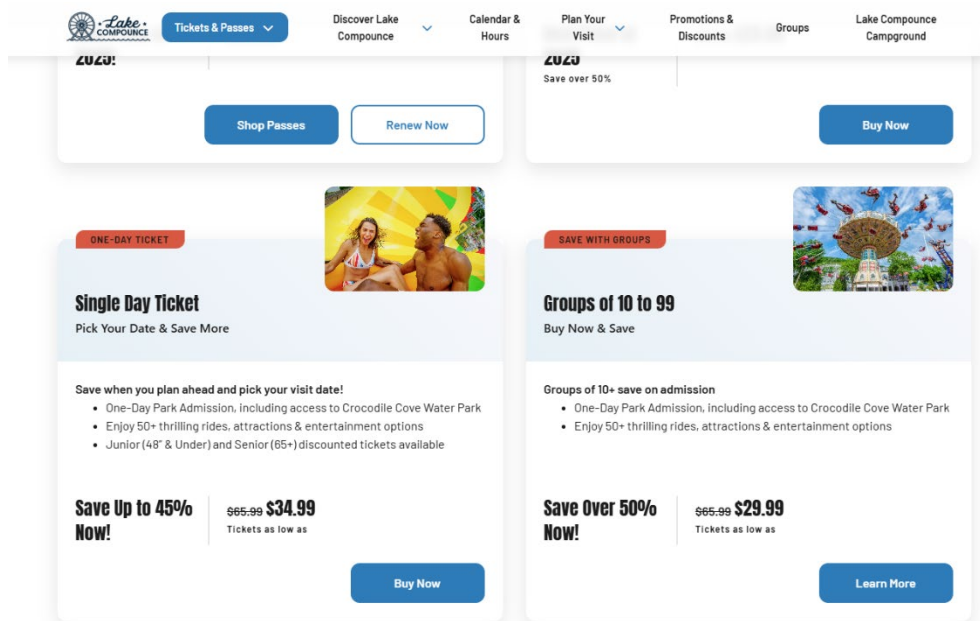 Lake
COMPOUNCE
Tickets & Passes
Discover Lake
Compounce
Calendar &
Hours
Plan Your
Visit
Promotions &
Discounts
Groups
Lake Compounce
Campground
2025!
Shop Passes
Renew Now
2025
Save over 50%
Buy Now
ONE-DAY TICKET
Single Day Ticket
Pick Your Date & Save More
Save when you plan ahead and pick your visit date!
• One-Day Park Admission, including access to Crocodile Cove Water Park
• Enjoy 50+ thrilling rides, attractions & entertainment options
• Junior (48" & Under) and Senior (65+) discounted tickets available
Save Up to 45%
Now!
$65.99 $34.99
Tickets as low as
Buy Now
SAVE WITH GROUPS
Groups of 10 to 99
Buy Now & Save
Groups of 10+ save on admission
• One-Day Park Admission, including access to Crocodile Cove Water Park
• Enjoy 50+ thrilling rides, attractions & entertainment options
Save Over 50%
Now!
$65.99 $29.99
Tickets as low as
Learn More